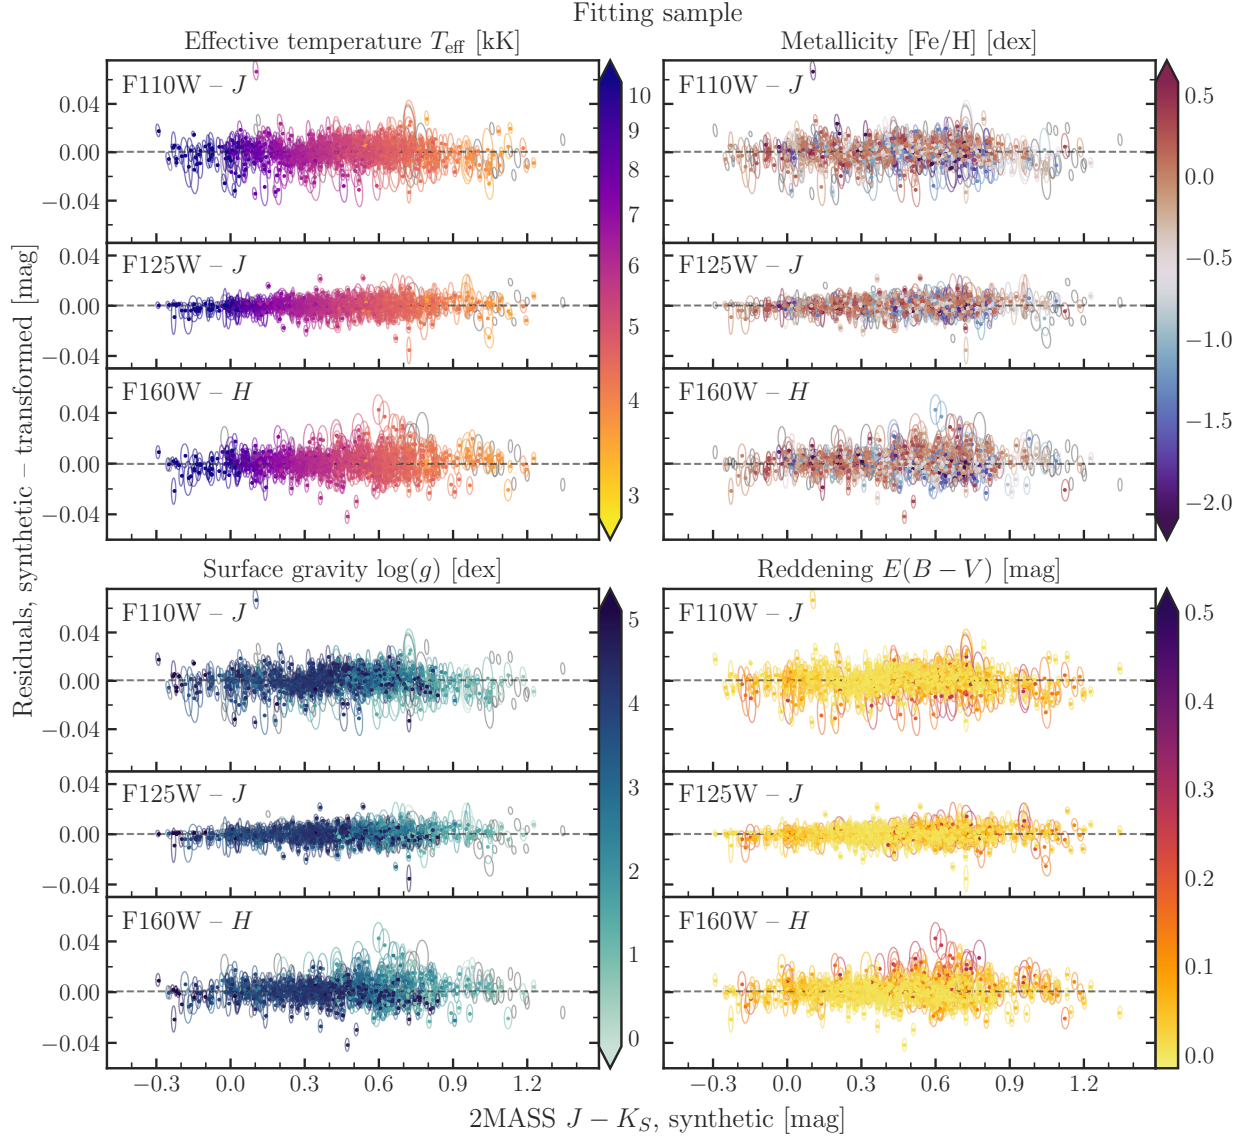 Fitting sample
Effective temperature T_eff [kK]
F110W – J
0.04
0.00
−0.04
F125W – J
0.04
0.00
−0.04
F160W – H
0.04
0.00
−0.04
10
9
8
7
6
5
4
3
Metallicity [Fe/H] [dex]
F110W – J
F125W – J
F160W – H
0.5
0.0
−0.5
−1.0
−1.5
−2.0
Residuals, synthetic – transformed [mag]
Surface gravity log(g) [dex]
F110W – J
0.04
0.00
−0.04
F125W – J
0.04
0.00
−0.04
F160W – H
0.04
0.00
−0.04
−0.3 0.0 0.3 0.6 0.9 1.2
5
4
3
2
1
0
Reddening E(B − V) [mag]
F110W – J
F125W – J
F160W – H
−0.3 0.0 0.3 0.6 0.9 1.2
0.5
0.4
0.3
0.2
0.1
0.0
2MASS J − K_S, synthetic [mag]